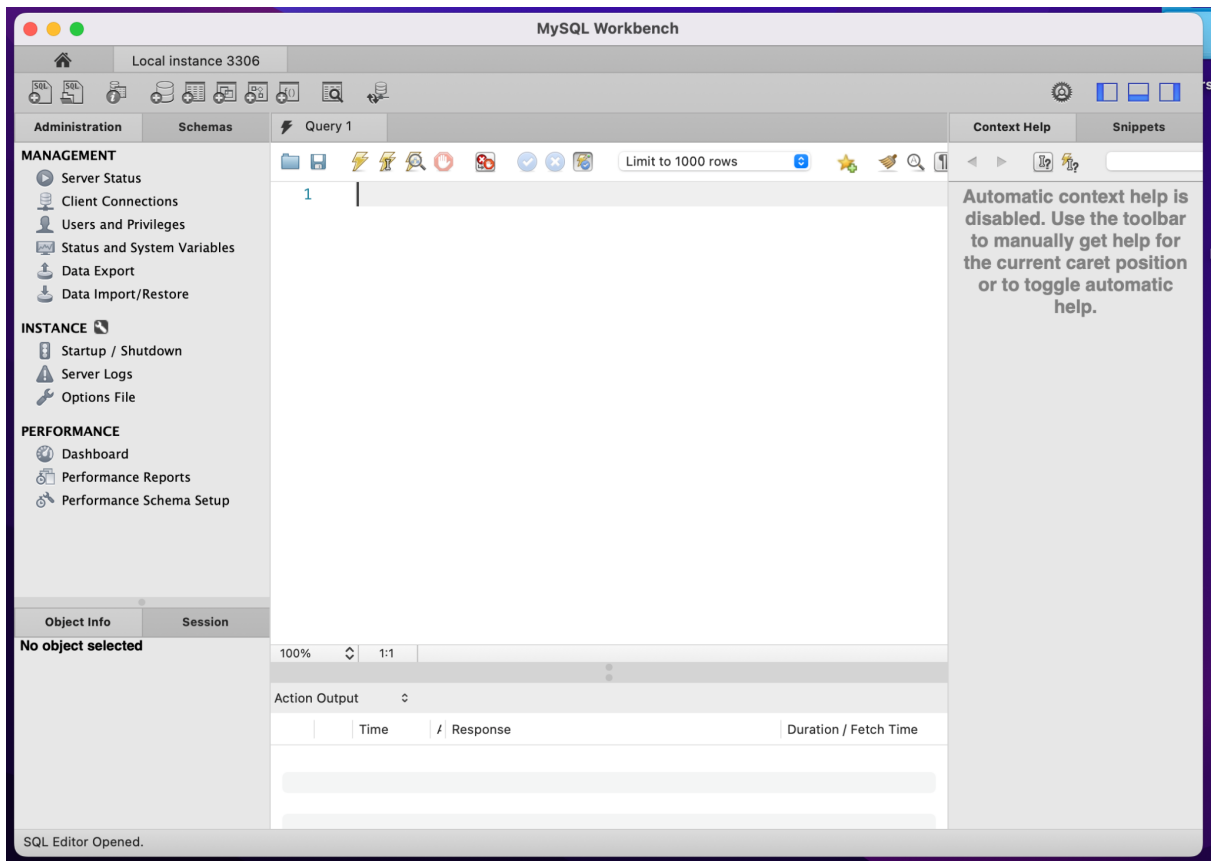 MySQL Workbench
Local instance 3306
SQL
SQL
Administration
Schemas
Query 1
Context Help
Snippets
MANAGEMENT
Server Status
Client Connections
Users and Privileges
Status and System Variables
Data Export
Data Import/Restore
INSTANCE
Startup / Shutdown
Server Logs
Options File
PERFORMANCE
Dashboard
Performance Reports
Performance Schema Setup
Object Info
Session
No object selected
Limit to 1000 rows
1
100%
1:1
Action Output
Time
Response
Duration / Fetch Time
Automatic context help is
disabled. Use the toolbar
to manually get help for
the current caret position
or to toggle automatic
help.
SQL Editor Opened.